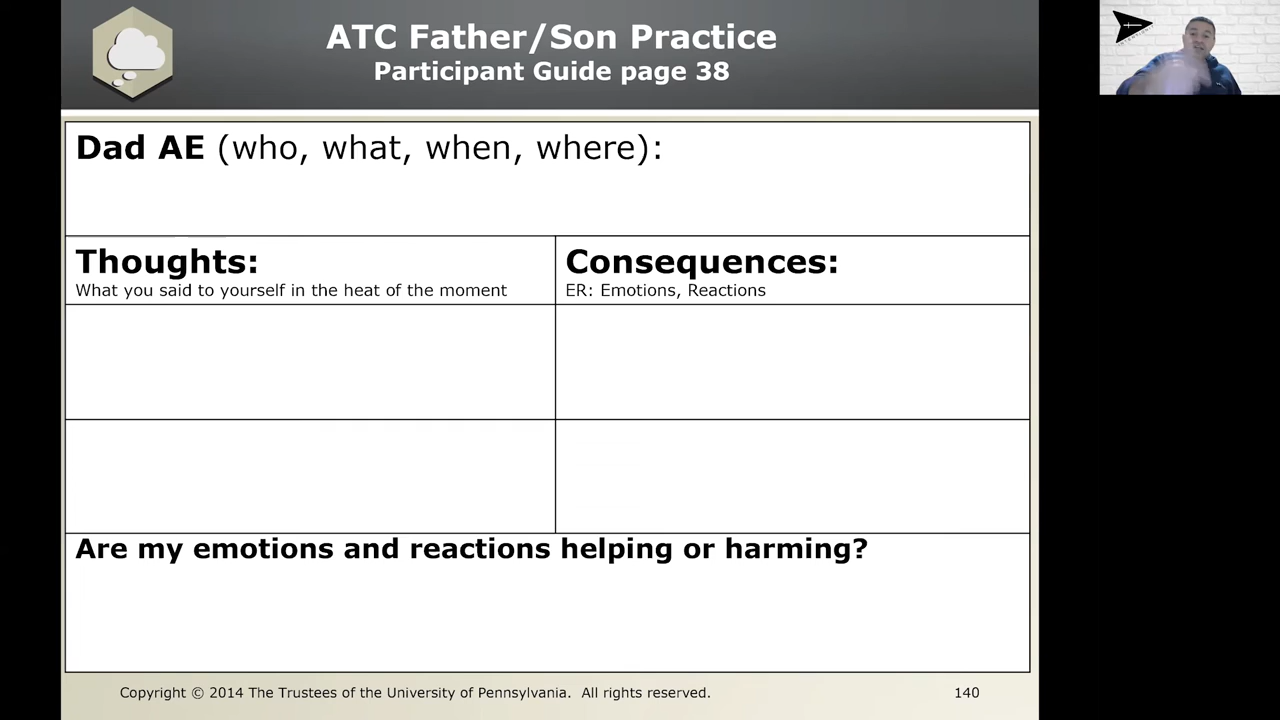 ATC Father/Son Practice
Participant Guide page 38
Dad AE (who, what, when, where):
Thoughts:
What you said to yourself in the heat of the moment
Consequences:
ER: Emotions, Reactions
Are my emotions and reactions helping or harming?
Copyright © 2014 The Trustees of the University of Pennsylvania. All rights reserved.
140